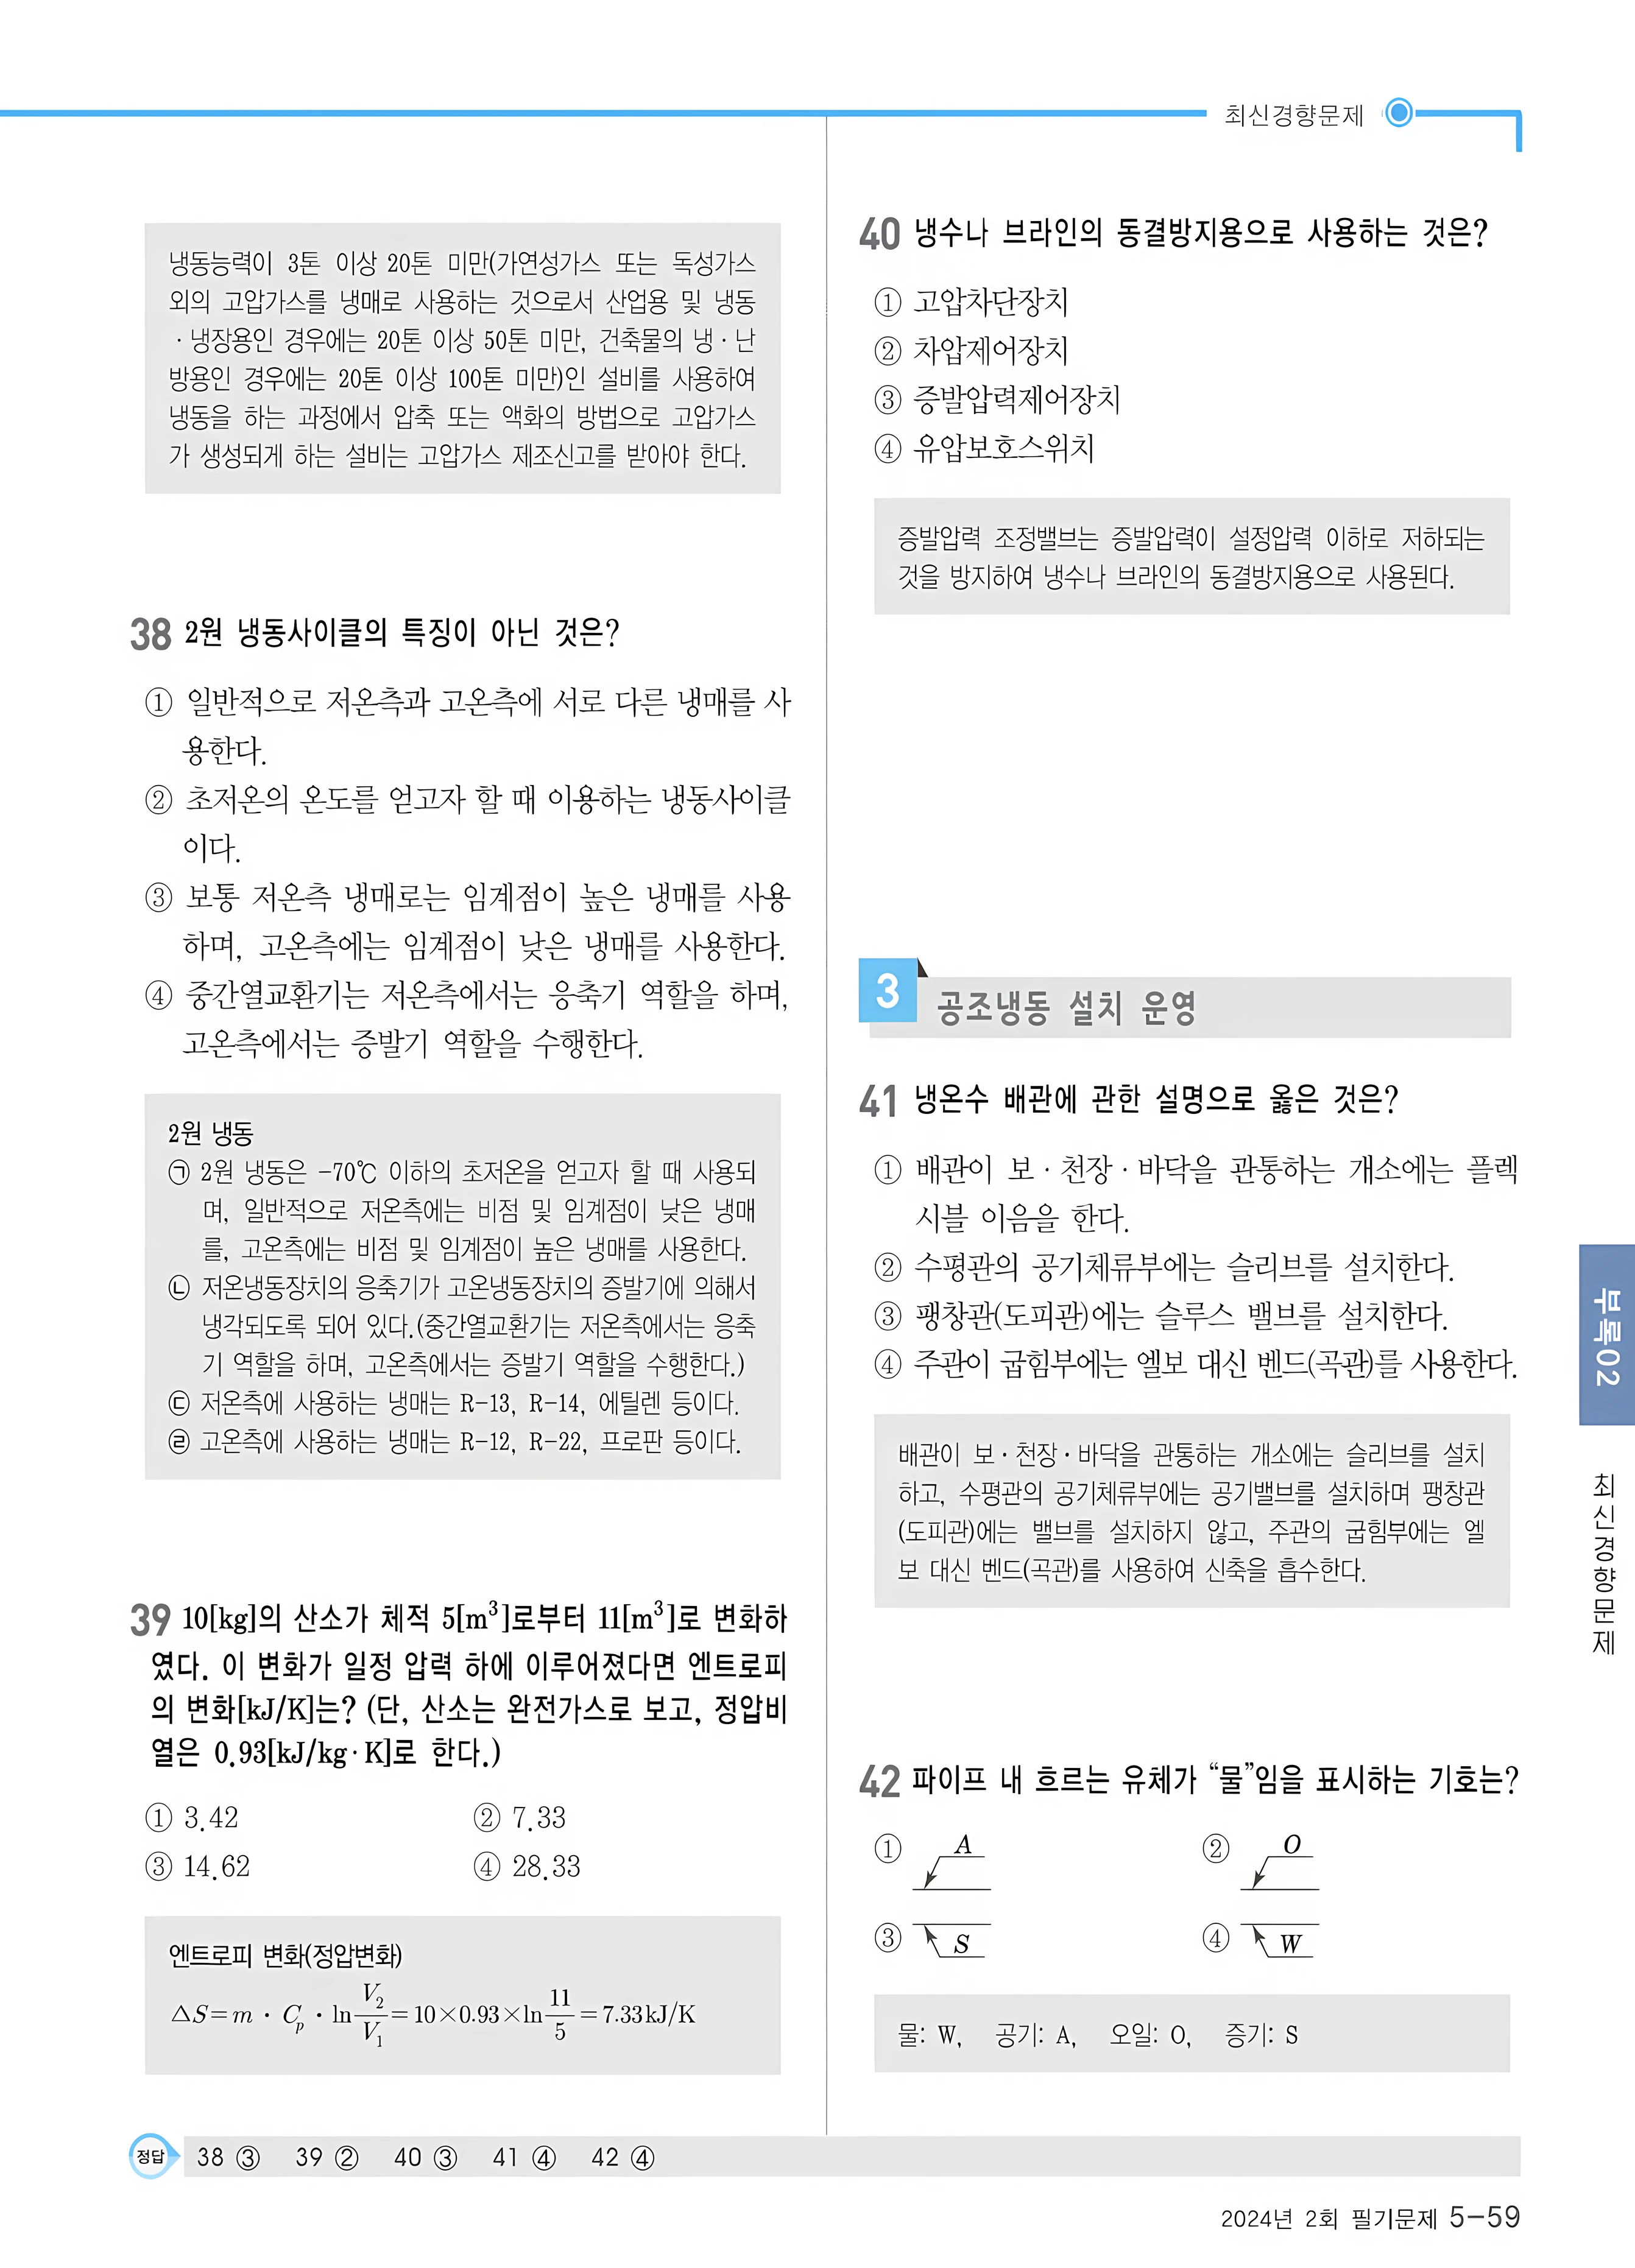 최신경향문제
냉동능력이 3톤 이상 20톤 미만(가연성가스 또는 독성가스
외의 고압가스를 냉매로 사용하는 것으로서 산업용 및 냉동
·냉장용인 경우에는 20톤 이상 50톤 미만, 건축물의 냉·난
방용인 경우에는 20톤 이상 100톤 미만)인 설비를 사용하여
냉동을 하는 과정에서 압축 또는 액화의 방법으로 고압가스
가 생성되게 하는 설비는 고압가스 제조신고를 받아야 한다.
38 2원 냉동사이클의 특징이 아닌 것은?
① 일반적으로 저온측과 고온측에 서로 다른 냉매를 사
용한다.
② 초저온의 온도를 얻고자 할 때 이용하는 냉동사이클
이다.
③ 보통 저온측 냉매로는 임계점이 높은 냉매를 사용
하며, 고온측에는 임계점이 낮은 냉매를 사용한다.
④ 중간열교환기는 저온측에서는 응축기 역할을 하며,
고온측에서는 증발기 역할을 수행한다.
2원 냉동
㉠ 2원 냉동은 -70℃ 이하의 초저온을 얻고자 할 때 사용되
며, 일반적으로 저온측에는 비점 및 임계점이 낮은 냉매
를, 고온측에는 비점 및 임계점이 높은 냉매를 사용한다.
㉡ 저온냉동장치의 응축기가 고온냉동장치의 증발기에 의해서
냉각되도록 되어 있다.(중간열교환기는 저온측에서는 응축
기 역할을 하며, 고온측에서는 증발기 역할을 수행한다.)
㉢ 저온측에 사용하는 냉매는 R-13, R-14, 에틸렌 등이다.
㉣ 고온측에 사용하는 냉매는 R-12, R-22, 프로판 등이다.
39 10[kg]의 산소가 체적 5[m³]로부터 11[m³]로 변화하
였다. 이 변화가 일정 압력 하에 이루어졌다면 엔트로피
의 변화[kJ/K]는? (단, 산소는 완전가스로 보고, 정압비
열은 0.93[kJ/kg·K]로 한다.)
① 3.42 ② 7.33
③ 14.62 ④ 28.33
엔트로피 변화(정압변화)
△S=m · Cp · ln V₂/V₁ = 10×0.93×ln 11/5 = 7.33kJ/K
40 냉수나 브라인의 동결방지용으로 사용하는 것은?
① 고압차단장치
② 차압제어장치
③ 증발압력제어장치
④ 유압보호스위치
증발압력 조정밸브는 증발압력이 설정압력 이하로 저하되는
것을 방지하여 냉수나 브라인의 동결방지용으로 사용된다.
3 공조냉동 설치 운영
41 냉온수 배관에 관한 설명으로 옳은 것은?
① 배관이 보·천장·바닥을 관통하는 개소에는 플렉
시블 이음을 한다.
② 수평관의 공기체류부에는 슬리브를 설치한다.
③ 팽창관(도피관)에는 슬루스 밸브를 설치한다.
④ 주관이 굽힘부에는 엘보 대신 벤드(곡관)를 사용한다.
배관이 보·천장·바닥을 관통하는 개소에는 슬리브를 설치
하고, 수평관의 공기체류부에는 공기밸브를 설치하며 팽창관
(도피관)에는 밸브를 설치하지 않고, 주관의 굽힘부에는 엘
보 대신 벤드(곡관)를 사용하여 신축을 흡수한다.
42 파이프 내 흐르는 유체가 “물”임을 표시하는 기호는?
① A ② O
③ S ④ W
물: W, 공기: A, 오일: O, 증기: S
부록02
최신경향문제
정답 38 ③ 39 ② 40 ③ 41 ④ 42 ④
2024년 2회 필기문제 5-59